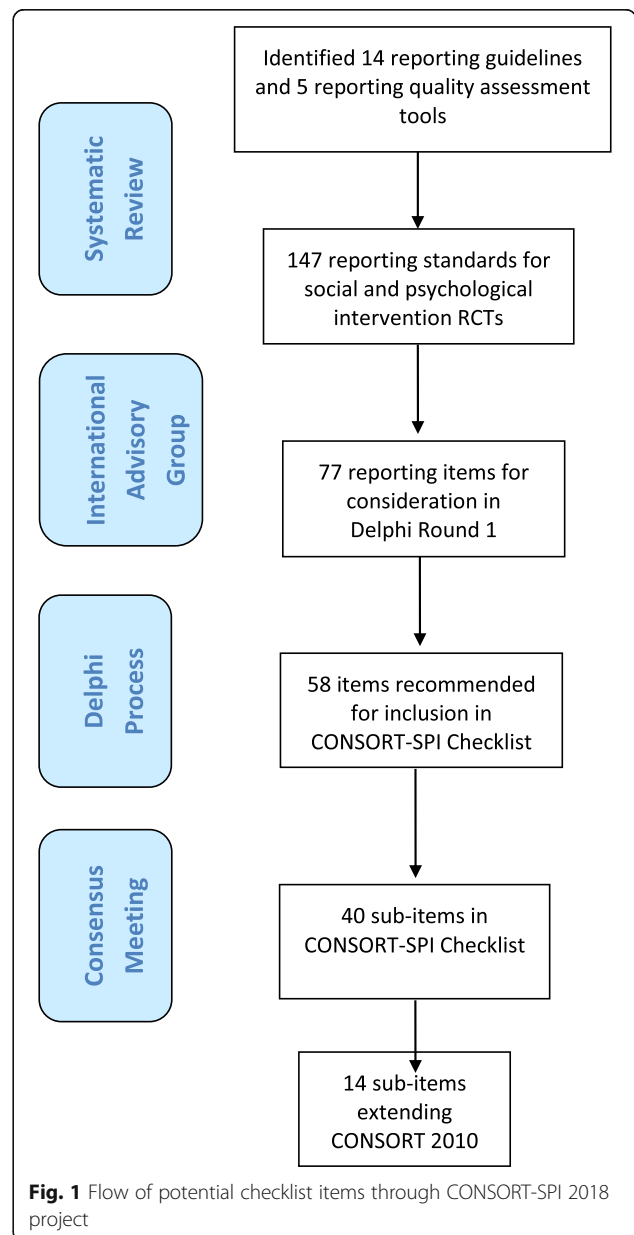 Identified 14 reporting guidelines
and 5 reporting quality assessment
tools
Systematic
Review
147 reporting standards for
social and psychological
intervention RCTs
International
Advisory
Group
77 reporting items for
consideration in
Delphi Round 1
Delphi
Process
58 items recommended
for inclusion in
CONSORT-SPI Checklist
Consensus
Meeting
40 sub-items in
CONSORT-SPI Checklist
14 sub-items
extending
CONSORT 2010
Fig. 1 Flow of potential checklist items through CONSORT-SPI 2018
project